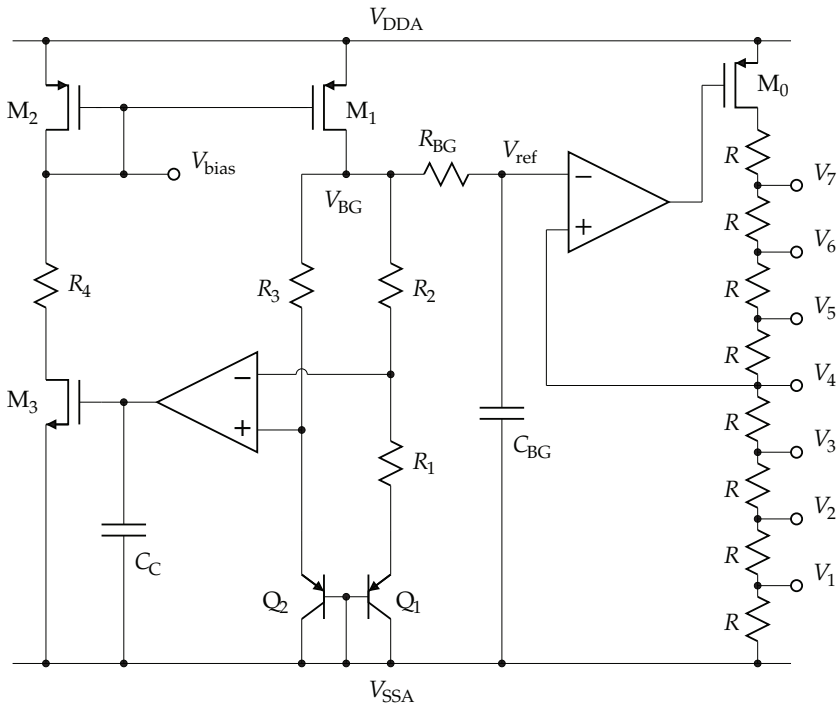 V_DDA
M_2
M_1
M_0
V_bias
R_BG
V_ref
V_BG
−
+
R
V_7
R
V_6
R
V_5
R
V_4
R
V_3
R
V_2
R
V_1
R
R_4
R_3
R_2
M_3
−
+
R_1
C_BG
C_C
Q_2
Q_1
V_SSA